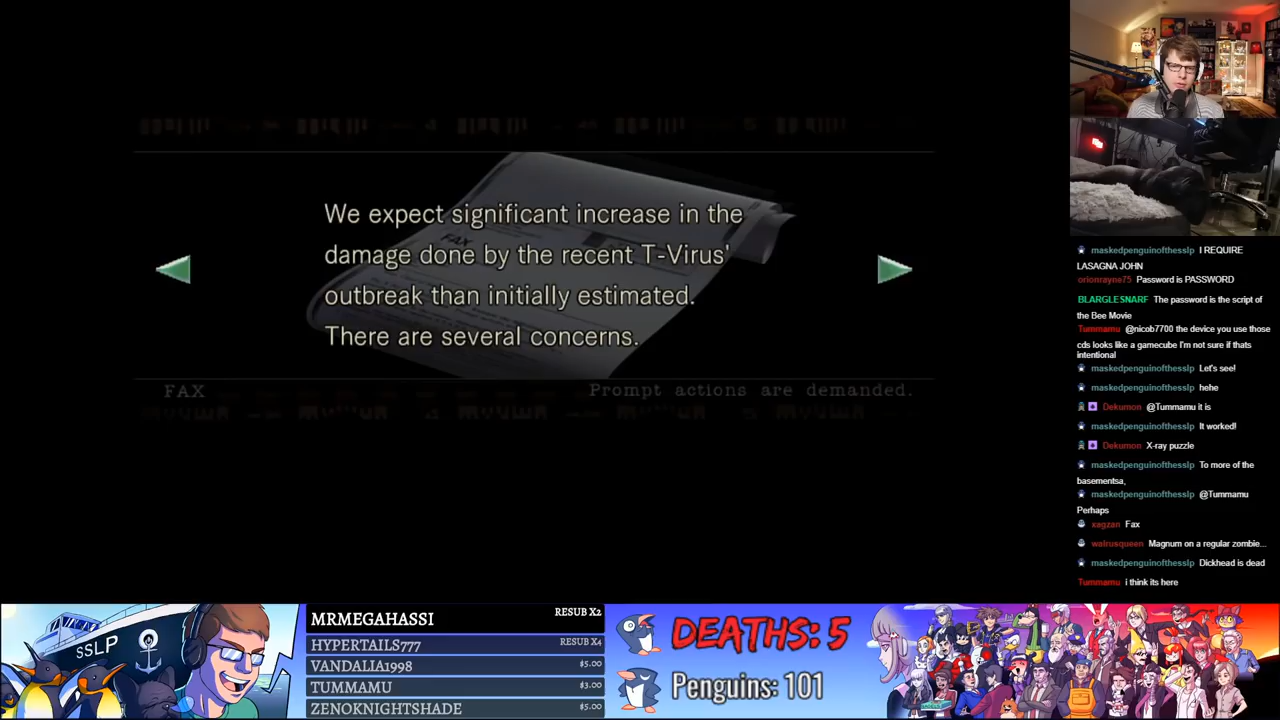 We expect significant increase in the
damage done by the recent T-Virus'
outbreak than initially estimated.
There are several concerns.
FAX
FAX
Prompt actions are demanded.
maskedpenguinofthesslp I REQUIRE
LASAGNA JOHN
orionrayne75 Password is PASSWORD
BLARGLESNARF The password is the script of
the Bee Movie
Tummamu @nicob7700 the device you use those
cds looks like a gamecube I'm not sure if thats
intentional
maskedpenguinofthesslp Let's see!
maskedpenguinofthesslp hehe
Dekumon @Tummamu it is
maskedpenguinofthesslp It worked!
Dekumon X-ray puzzle
maskedpenguinofthesslp To more of the
basementsa,
maskedpenguinofthesslp @Tummamu
Perhaps
xagzan Fax
walrusqueen Magnum on a regular zombie...
maskedpenguinofthesslp Dickhead is dead
Tummamu i think its here
SSLP
MRMEGAHASSI RESUB X2
HYPERTAILS777 RESUB X4
VANDALIA1998 $5.00
TUMMAMU $3.00
ZENOKNIGHTSHADE $5.00
DEATHS: 5
Penguins: 101